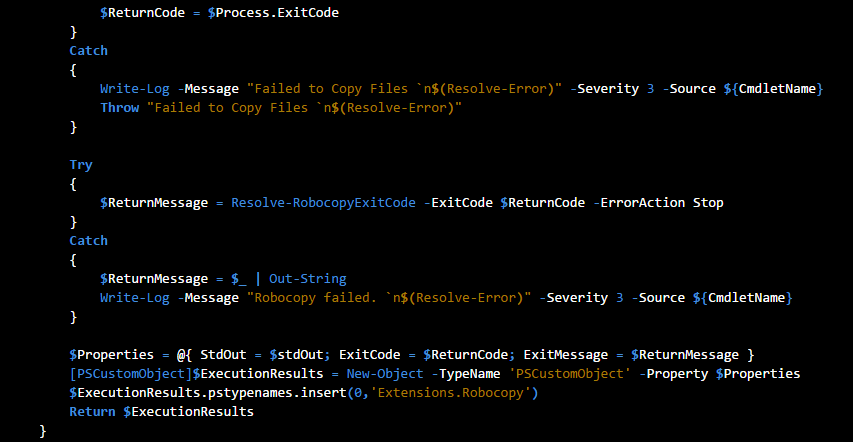 $ReturnCode = $Process.ExitCode
}
Catch
{
Write-Log -Message "Failed to Copy Files `n$(Resolve-Error)" -Severity 3 -Source ${CmdletName}
Throw "Failed to Copy Files `n$(Resolve-Error)"
}
Try
{
$ReturnMessage = Resolve-RobocopyExitCode -ExitCode $ReturnCode -ErrorAction Stop
}
Catch
{
$ReturnMessage = $_ | Out-String
Write-Log -Message "Robocopy failed. `n$(Resolve-Error)" -Severity 3 -Source ${CmdletName}
}
$Properties = @{ StdOut = $stdOut; ExitCode = $ReturnCode; ExitMessage = $ReturnMessage }
[PSCustomObject]$ExecutionResults = New-Object -TypeName 'PSCustomObject' -Property $Properties
$ExecutionResults.pstypenames.insert(0,'Extensions.Robocopy')
Return $ExecutionResults
}